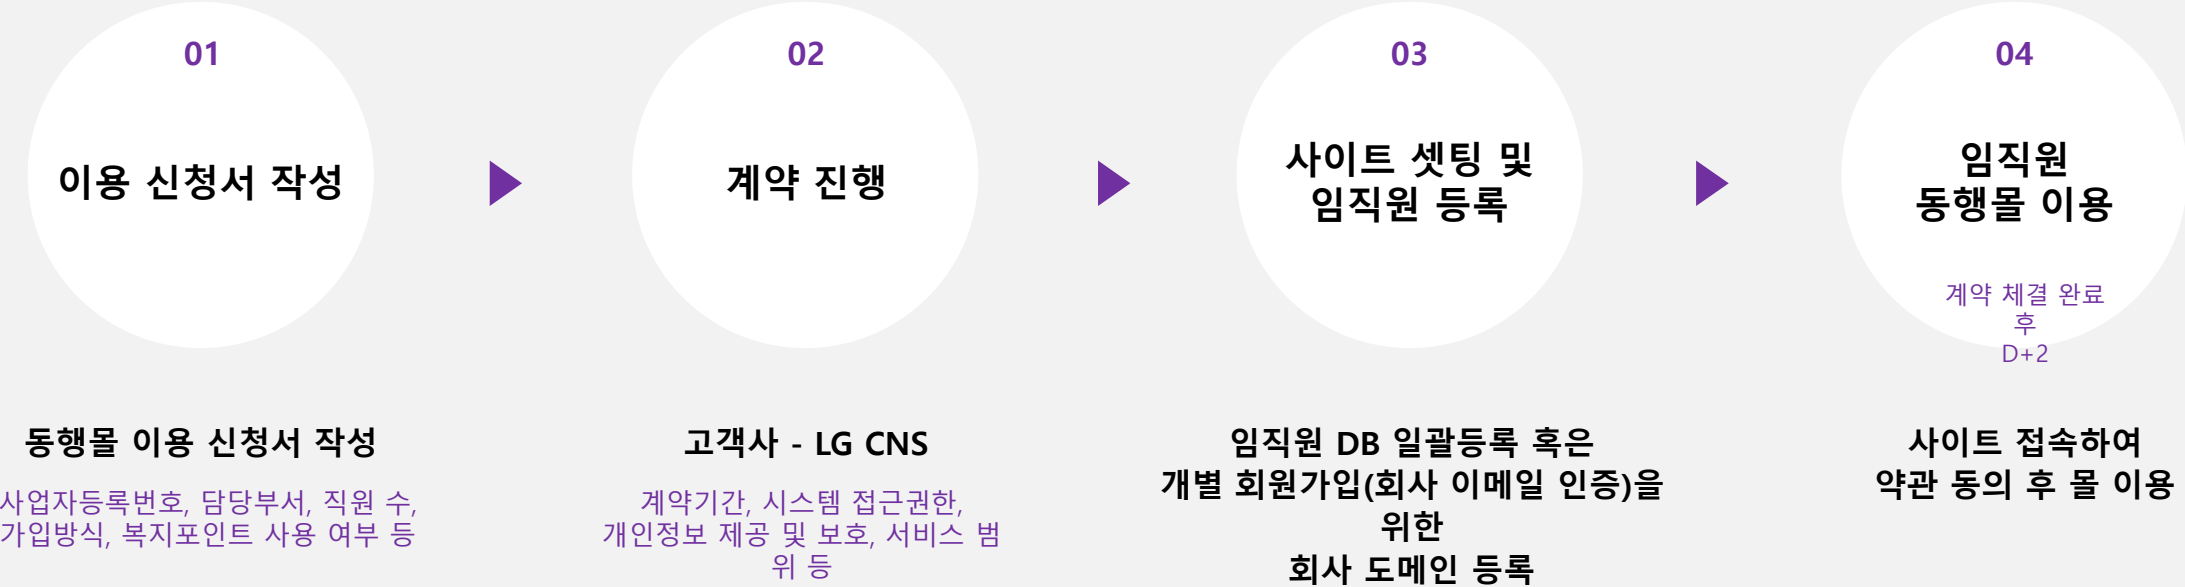 01
이용 신청서 작성
동행몰 이용 신청서 작성
사업자등록번호, 담당부서, 직원 수,
가입방식, 복지포인트 사용 여부 등
02
계약 진행
고객사 - LG CNS
계약기간, 시스템 접근권한,
개인정보 제공 및 보호, 서비스 범
위 등
03
사이트 셋팅 및
임직원 등록
임직원 DB 일괄등록 혹은
개별 회원가입(회사 이메일 인증)을
위한
회사 도메인 등록
04
임직원
동행몰 이용
계약 체결 완료
후
D+2
사이트 접속하여
약관 동의 후 몰 이용